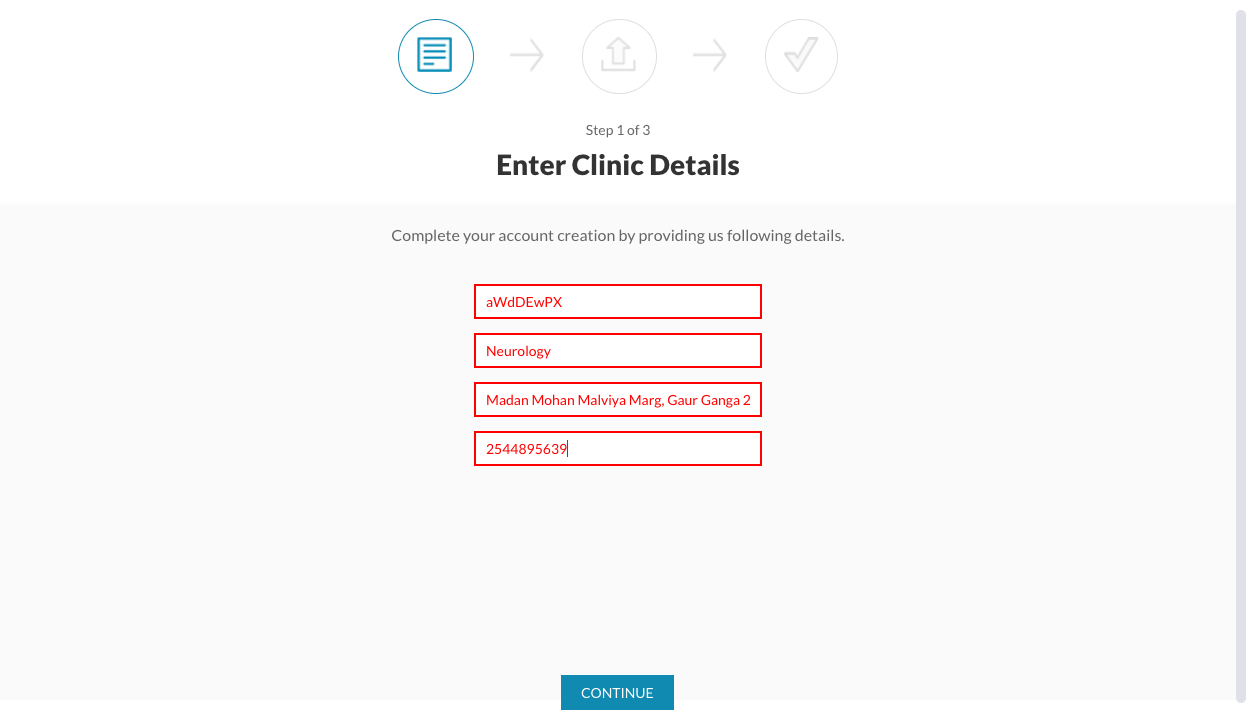 Step 1 of 3
Enter Clinic Details
Complete your account creation by providing us following details.
aWdDEwPX
Neurology
Madan Mohan Malviya Marg, Gaur Ganga 2
2544895639
CONTINUE